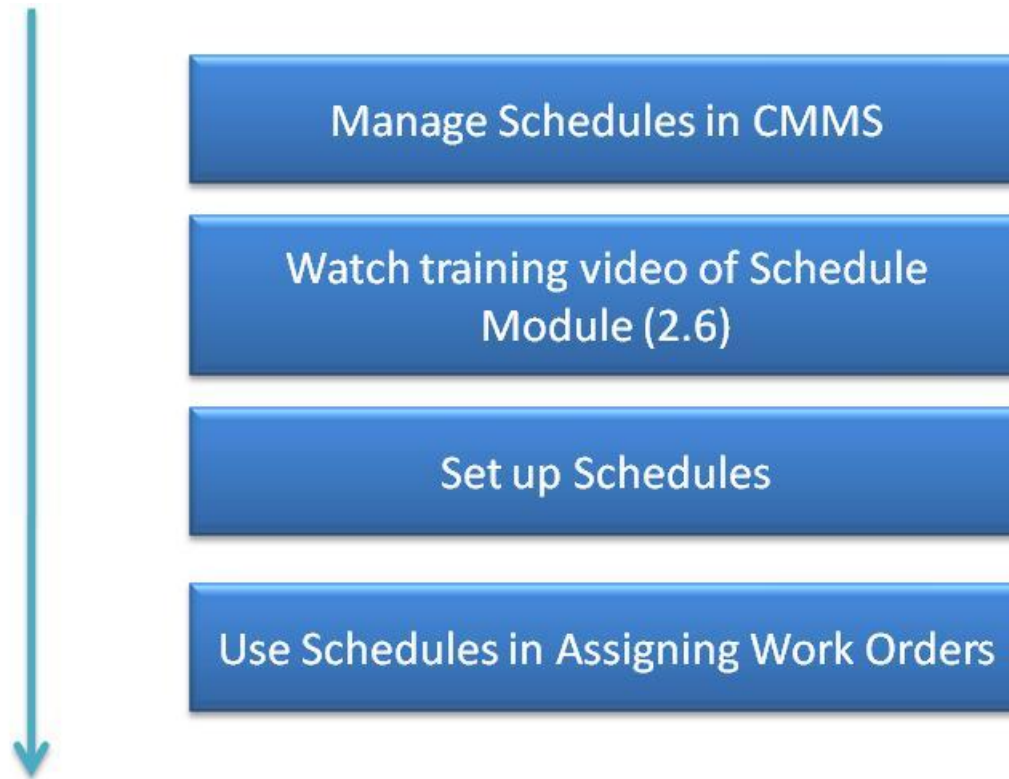 Manage Schedules in CMMS
Watch training video of Schedule
Module (2.6)
Set up Schedules
Use Schedules in Assigning Work Orders